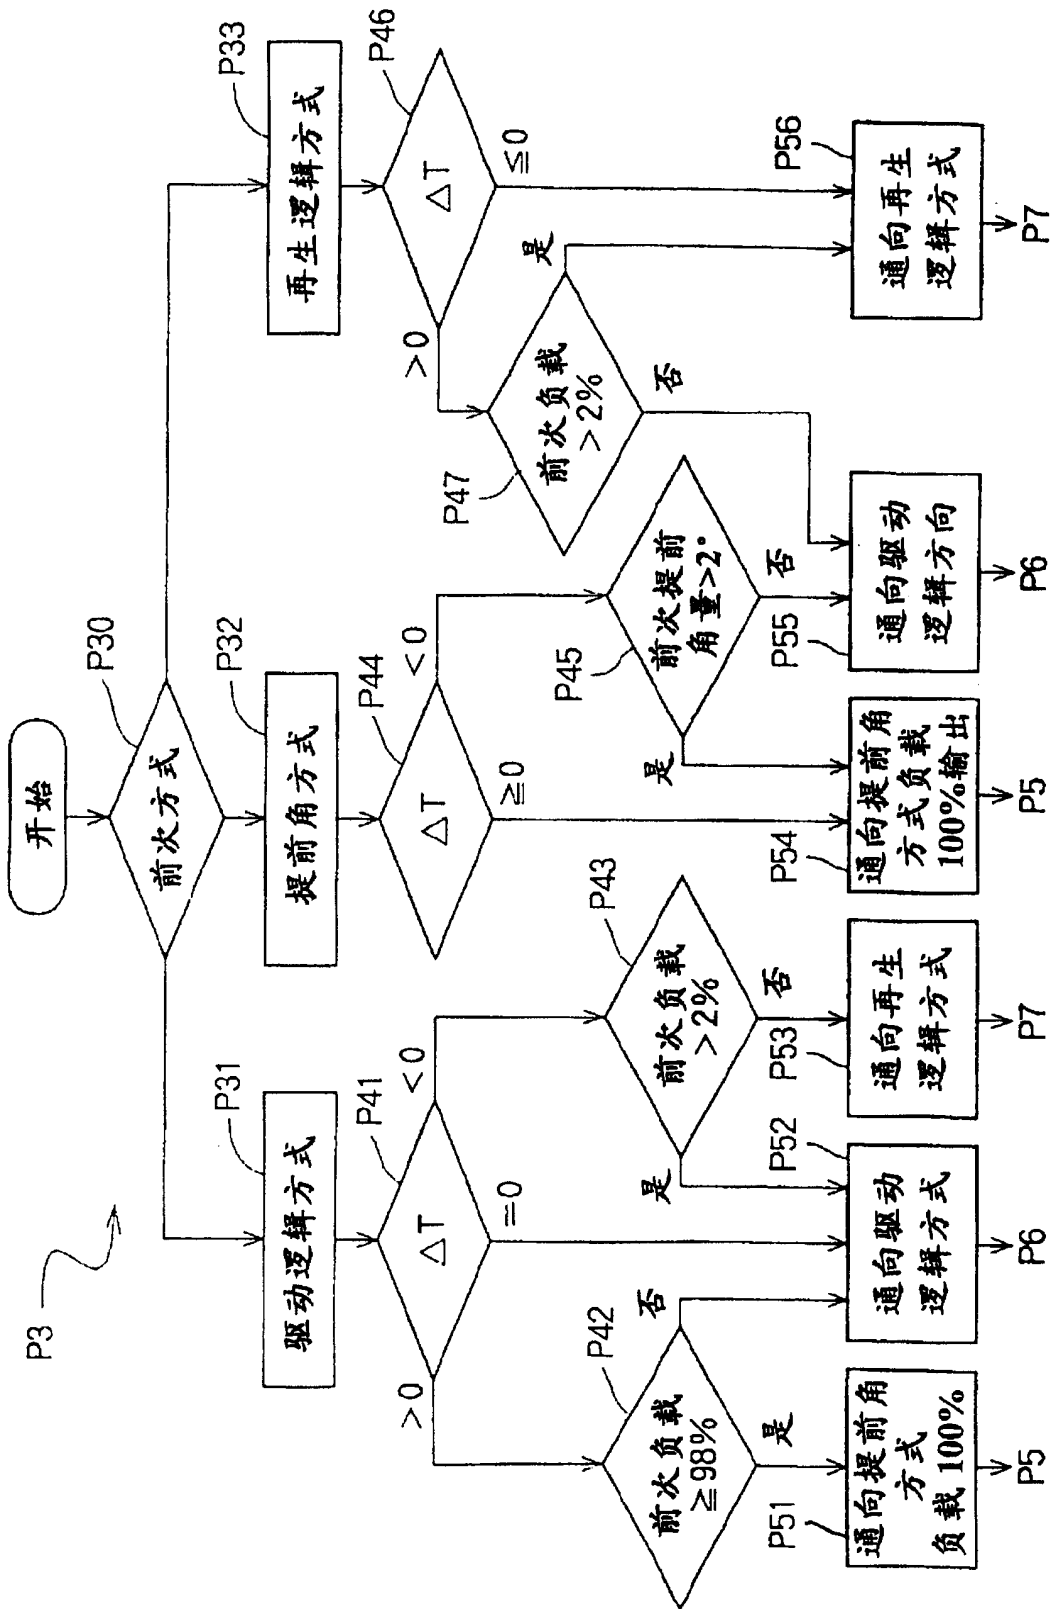 P3
开始
P30
前次方式
P31
驱动逻辑方式
P32
提前角方式
P33
再生逻辑方式
P41
△T
>0
=0
<0
P44
△T
≧0
<0
P46
△T
>0
≦0
P42
前次负载
≧98%
否
是
P43
前次负载
>2%
是
否
P45
前次提前
角量>2°
是
否
P47
前次负载
>2%
是
否
P51
通向提前角
方式
负载100%
P5
P52
通向驱动
逻辑方式
P6
P53
通向再生
逻辑方式
P7
P54
通向提前角
方式负载
100%输出
P5
P55
通向驱动
逻辑方向
P6
P56
通向再生
逻辑方式
P7